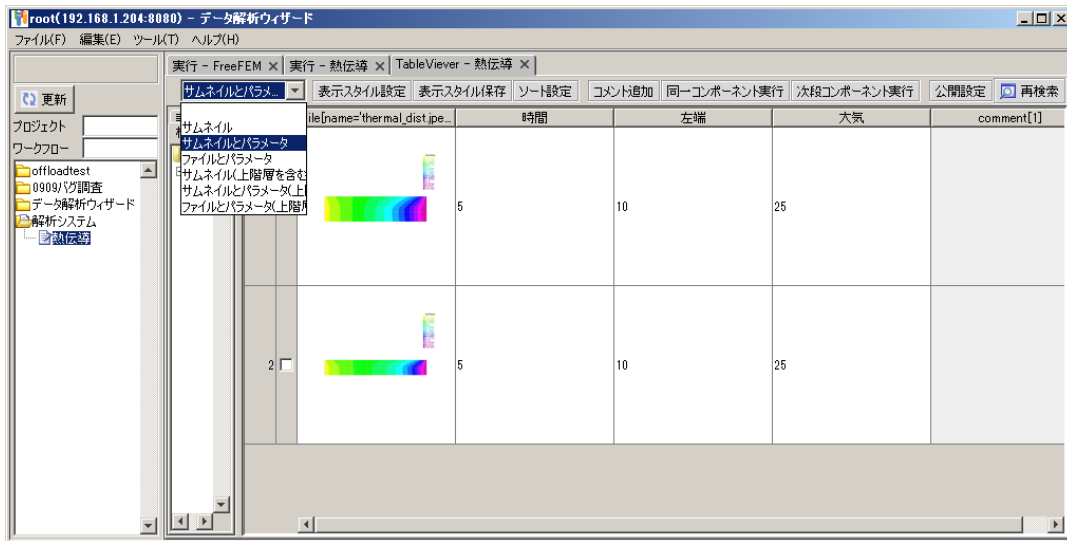 root(192.168.1.204:8080) - データ解析ウィザード
ファイル(F) 編集(E) ツール(T) ヘルプ(H)
実行 - FreeFEM × 実行 - 熱伝導 × TableViewer - 熱伝導 ×
サムネイルとパラメ... 表示スタイル設定 表示スタイル保存 ソート設定 コメント追加 同一コンポーネント実行 次段コンポーネント実行 公開設定 再検索
更新
プロジェクト
ワークフロー
offloadtest
0909バグ調査
データ解析ウィザード
解析システム
熱伝導
サムネイル
サムネイルとパラメータ
ファイルとパラメータ
サムネイル(上階層を含む
サムネイルとパラメータ(上
ファイルとパラメータ(上階
ile[name='thermal_dist.jpe... 時間 左端 大気 comment[1]
5 10 25
2 5 10 25